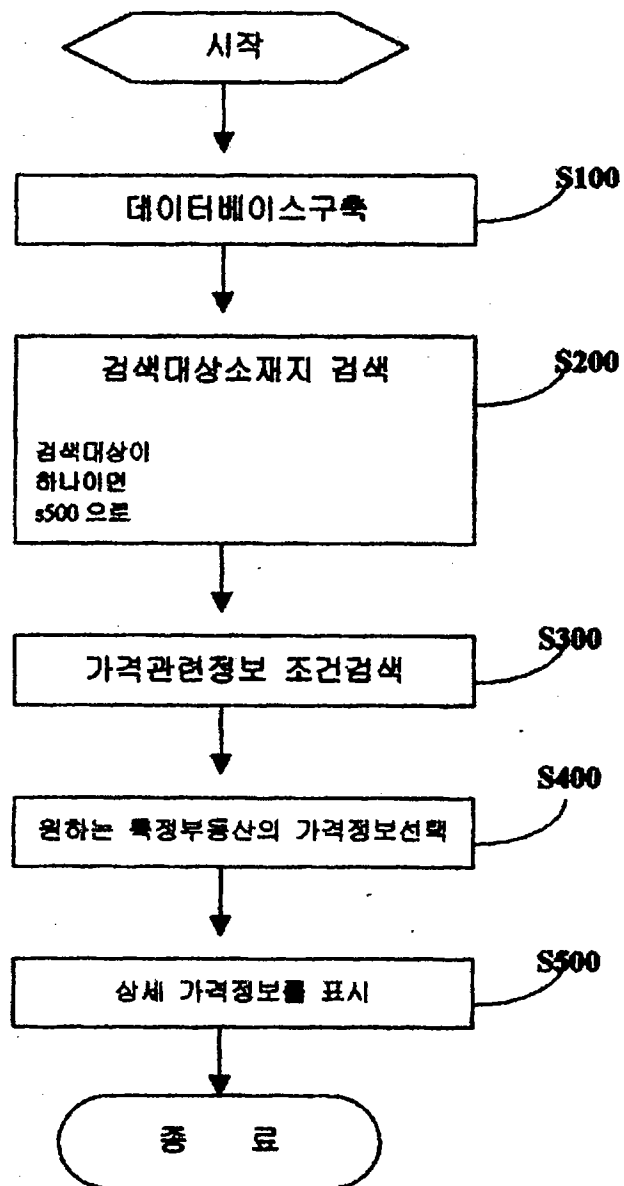 시작
S100
데이터베이스구축
S200
검색대상소재지 검색
검색대상이
하나이면
s500 으로
S300
가격관련정보 조건검색
S400
원하는 특정부동산의 가격정보선택
S500
상세 가격정보를 표시
종 료